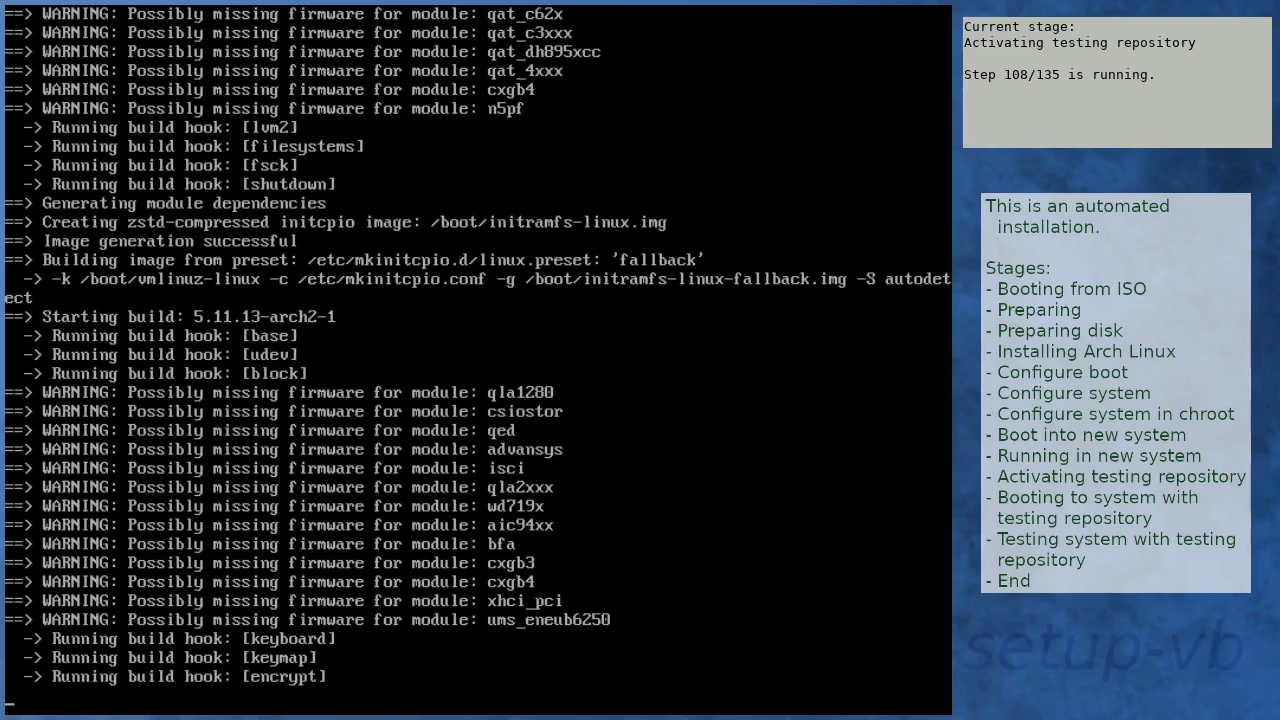 ==> WARNING: Possibly missing firmware for module: qat_c62x
==> WARNING: Possibly missing firmware for module: qat_c3xxx
==> WARNING: Possibly missing firmware for module: qat_dh895xcc
==> WARNING: Possibly missing firmware for module: qat_4xxx
==> WARNING: Possibly missing firmware for module: cxgb4
==> WARNING: Possibly missing firmware for module: n5pf
  -> Running build hook: [lvm2]
  -> Running build hook: [filesystems]
  -> Running build hook: [fsck]
  -> Running build hook: [shutdown]
==> Generating module dependencies
==> Creating zstd-compressed initcpio image: /boot/initramfs-linux.img
==> Image generation successful
==> Building image from preset: /etc/mkinitcpio.d/linux.preset: 'fallback'
  -> -k /boot/vmlinuz-linux -c /etc/mkinitcpio.conf -g /boot/initramfs-linux-fallback.img -S autodet
ect
==> Starting build: 5.11.13-arch2-1
  -> Running build hook: [base]
  -> Running build hook: [udev]
  -> Running build hook: [block]
==> WARNING: Possibly missing firmware for module: qla1280
==> WARNING: Possibly missing firmware for module: csiostor
==> WARNING: Possibly missing firmware for module: qed
==> WARNING: Possibly missing firmware for module: advansys
==> WARNING: Possibly missing firmware for module: isci
==> WARNING: Possibly missing firmware for module: qla2xxx
==> WARNING: Possibly missing firmware for module: wd719x
==> WARNING: Possibly missing firmware for module: aic94xx
==> WARNING: Possibly missing firmware for module: bfa
==> WARNING: Possibly missing firmware for module: cxgb3
==> WARNING: Possibly missing firmware for module: cxgb4
==> WARNING: Possibly missing firmware for module: xhci_pci
==> WARNING: Possibly missing firmware for module: ums_eneub6250
  -> Running build hook: [keyboard]
  -> Running build hook: [keymap]
  -> Running build hook: [encrypt]
_
Current stage:
Activating testing repository
Step 108/135 is running.
This is an automated
installation.
Stages:
- Booting from ISO
- Preparing
- Preparing disk
- Installing Arch Linux
- Configure boot
- Configure system
- Configure system in chroot
- Boot into new system
- Running in new system
- Activating testing repository
- Booting to system with
testing repository
- Testing system with testing
repository
- End
setup-vb